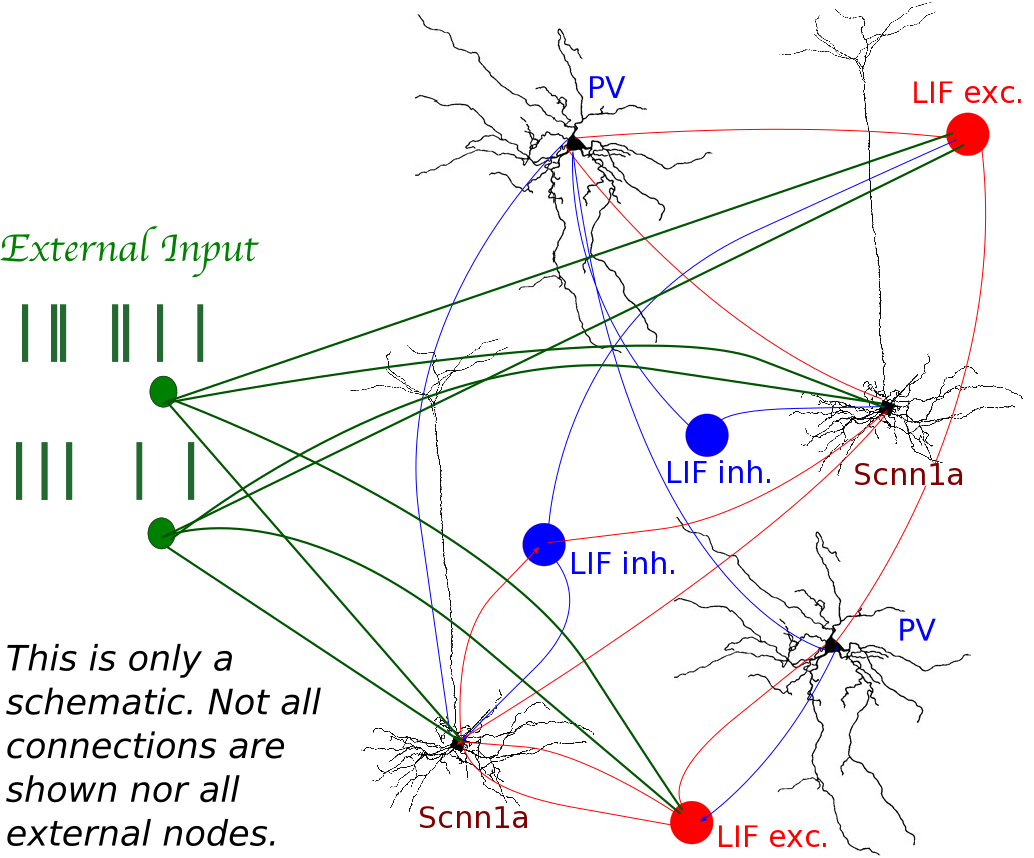 PV
LIF exc.
External Input
LIF inh.
Scnn1a
LIF inh.
PV
This is only a
schematic. Not all
connections are
shown nor all
external nodes.
Scnn1a
LIF exc.